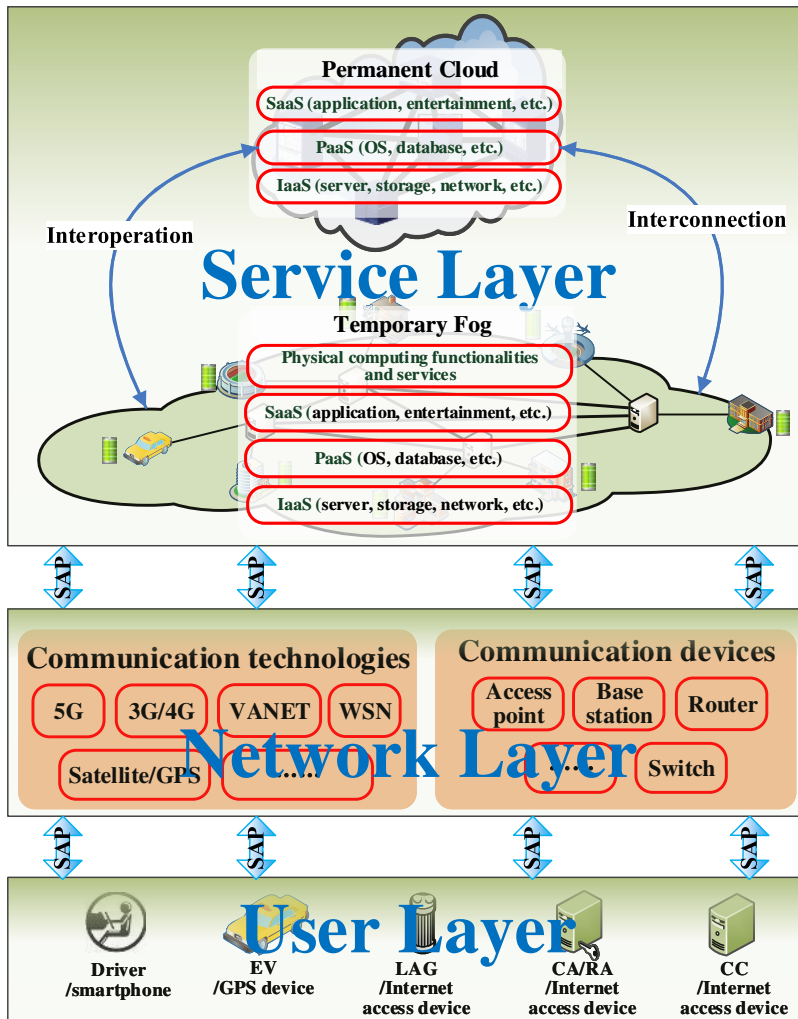 Permanent Cloud
SaaS (application, entertainment, etc.)
PaaS (OS, database, etc.)
IaaS (server, storage, network, etc.)
Interoperation
Interconnection
Service Layer
Temporary Fog
Physical computing functionalities
and services
SaaS (application, entertainment, etc.)
PaaS (OS, database, etc.)
IaaS (server, storage, network, etc.)
SAP
SAP
SAP
SAP
Communication technologies
5G
3G/4G
VANET
WSN
Satellite/GPS
......
Communication devices
Access
point
Base
station
Router
......
Switch
Network Layer
SAP
SAP
SAP
SAP
User Layer
Driver
/smartphone
EV
/GPS device
LAG
/Internet
access device
CA/RA
/Internet
access device
CC
/Internet
access device